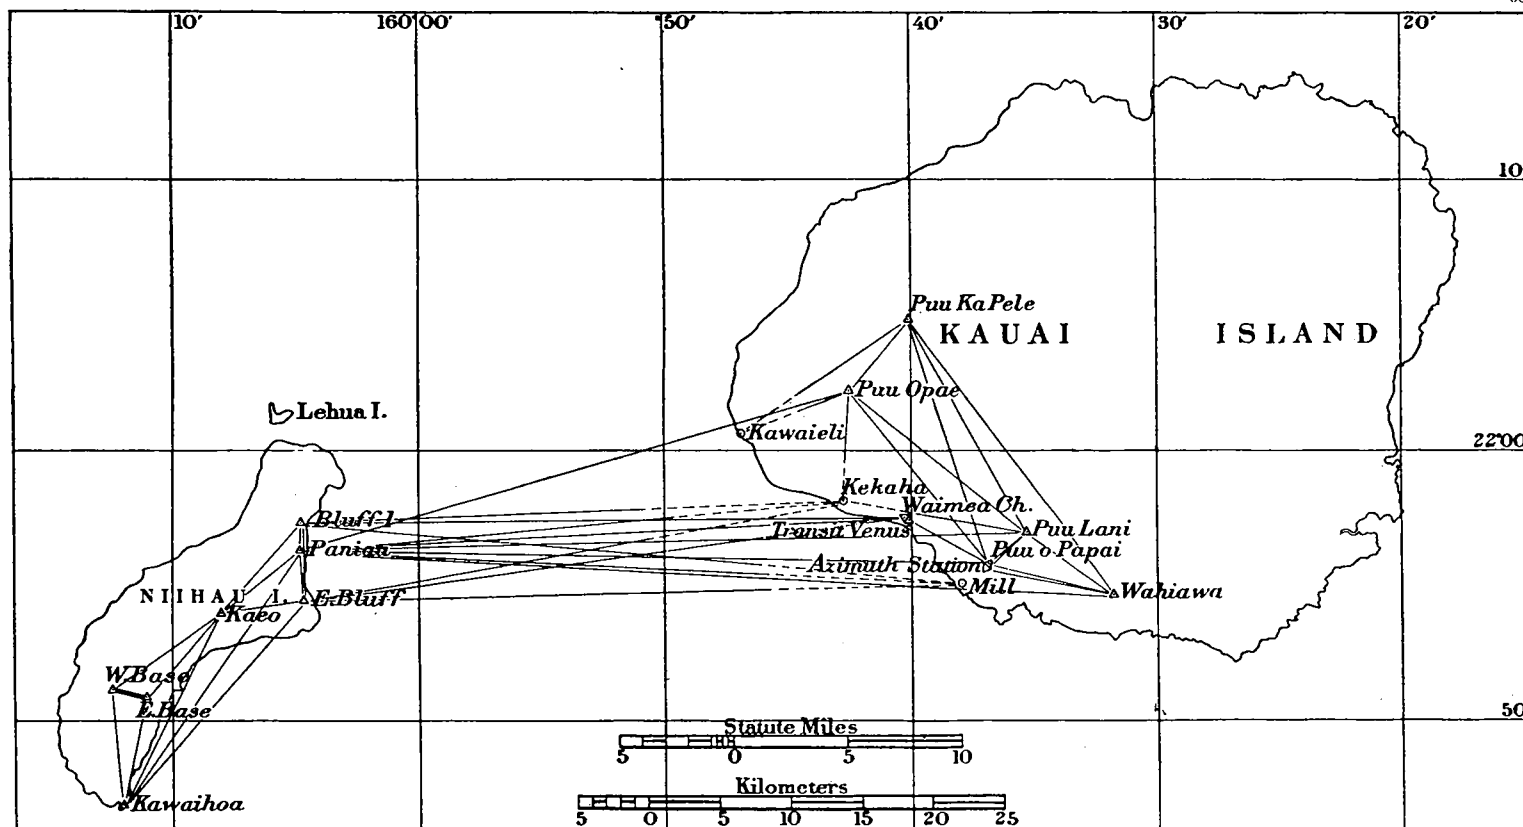 10' 160°00' 50' 40' 30' 20'
10
Puu Ka Pele
KAUAI ISLAND
Puu Opae
Lehua I.
Kawaieli
22°00
Kekaha
Waimea Ch.
Bluff 1
Transit Venus
Puu Lani
Paniau
Puu o Papai
Azimuth Station
Mill
Wahiawa
NIIHAU I.
E. Bluff
Kaeo
W. Base
E. Base
50
Statute Miles
5 0 5 10
Kilometers
Kawaihoa
5 0 5 10 15 20 25